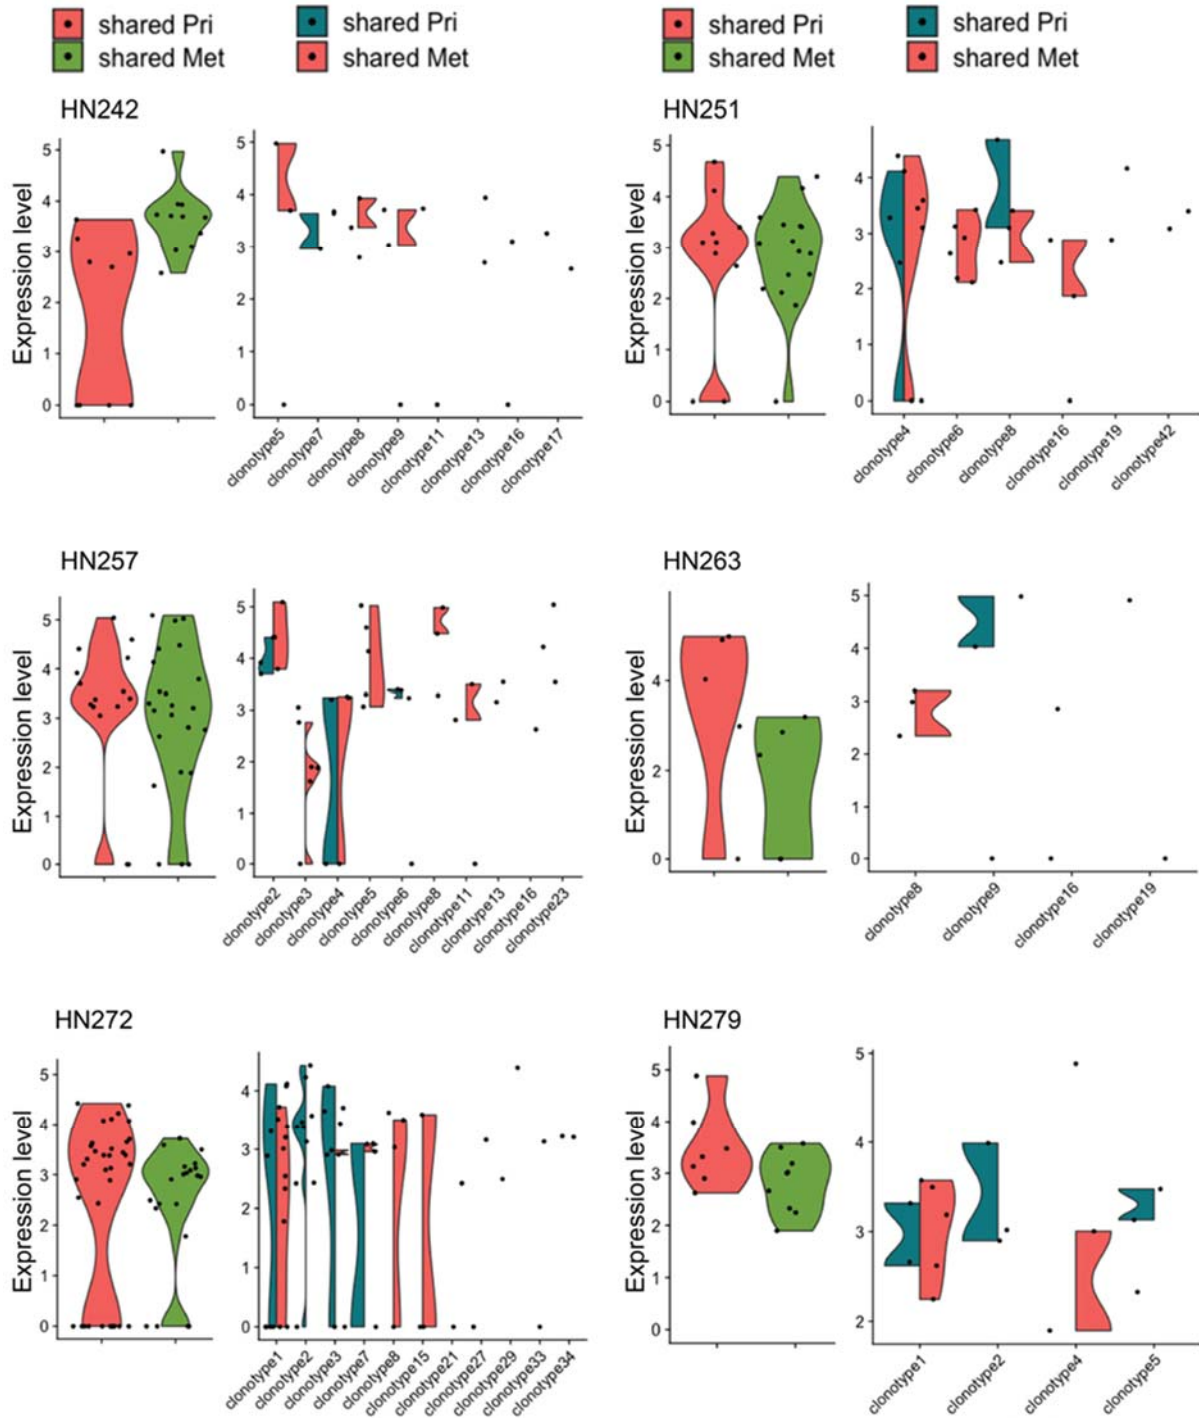 shared Pri
shared Met
shared Pri
shared Met
shared Pri
shared Met
shared Pri
shared Met
HN242
Expression level
5
4
3
2
1
0
5
4
3
2
1
0
clonotype5
clonotype7
clonotype8
clonotype9
clonotype11
clonotype13
clonotype16
clonotype17
HN251
Expression level
5
4
3
2
1
0
4
3
2
1
0
clonotype4
clonotype6
clonotype8
clonotype16
clonotype19
clonotype42
HN257
Expression level
5
4
3
2
1
0
5
4
3
2
1
0
clonotype2
clonotype3
clonotype4
clonotype5
clonotype6
clonotype8
clonotype11
clonotype13
clonotype16
clonotype23
HN263
Expression level
4
2
0
5
4
3
2
1
0
clonotype8
clonotype9
clonotype16
clonotype19
HN272
Expression level
5
4
3
2
1
0
4
3
2
1
0
clonotype1
clonotype2
clonotype3
clonotype7
clonotype8
clonotype15
clonotype21
clonotype27
clonotype29
clonotype33
clonotype34
HN279
Expression level
5
4
3
2
1
0
5
4
3
2
clonotype1
clonotype2
clonotype4
clonotype5